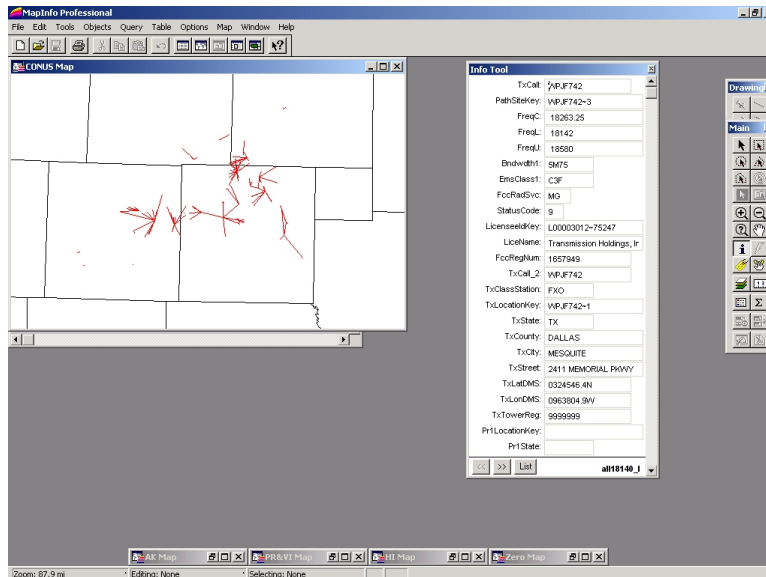 MapInfo Professional
File Edit Tools Objects Query Table Options Map Window Help
CONUS Map
Info Tool
TxCall: WPJF742
PathSiteKey: WPJF742~3
FreqC: 18263.25
FreqL: 18142
FreqU: 18580
Bndwdth1: 5M75
EmsClass1: C3F
FccRadSvc: MG
StatusCode: 9
LicenseeIdKey: L00003012~75247
LiceName: Transmission Holdings, Ir
FccRegNum: 1657949
TxCall_2: WPJF742
TxClassStation: FXO
TxLocationKey: WPJF742~1
TxState: TX
TxCounty: DALLAS
TxCity: MESQUITE
TxStreet: 2411 MEMORIAL PKWY
TxLatDMS: 0324546.4N
TxLonDMS: 0963804.9W
TxTowerReg: 9999999
Pr1LocationKey:
Pr1State:
<< >> List all18140_l
Drawing
Main
AK Map PR&VI Map HI Map Zero Map
Zoom: 87.9 mi Editing: None Selecting: None